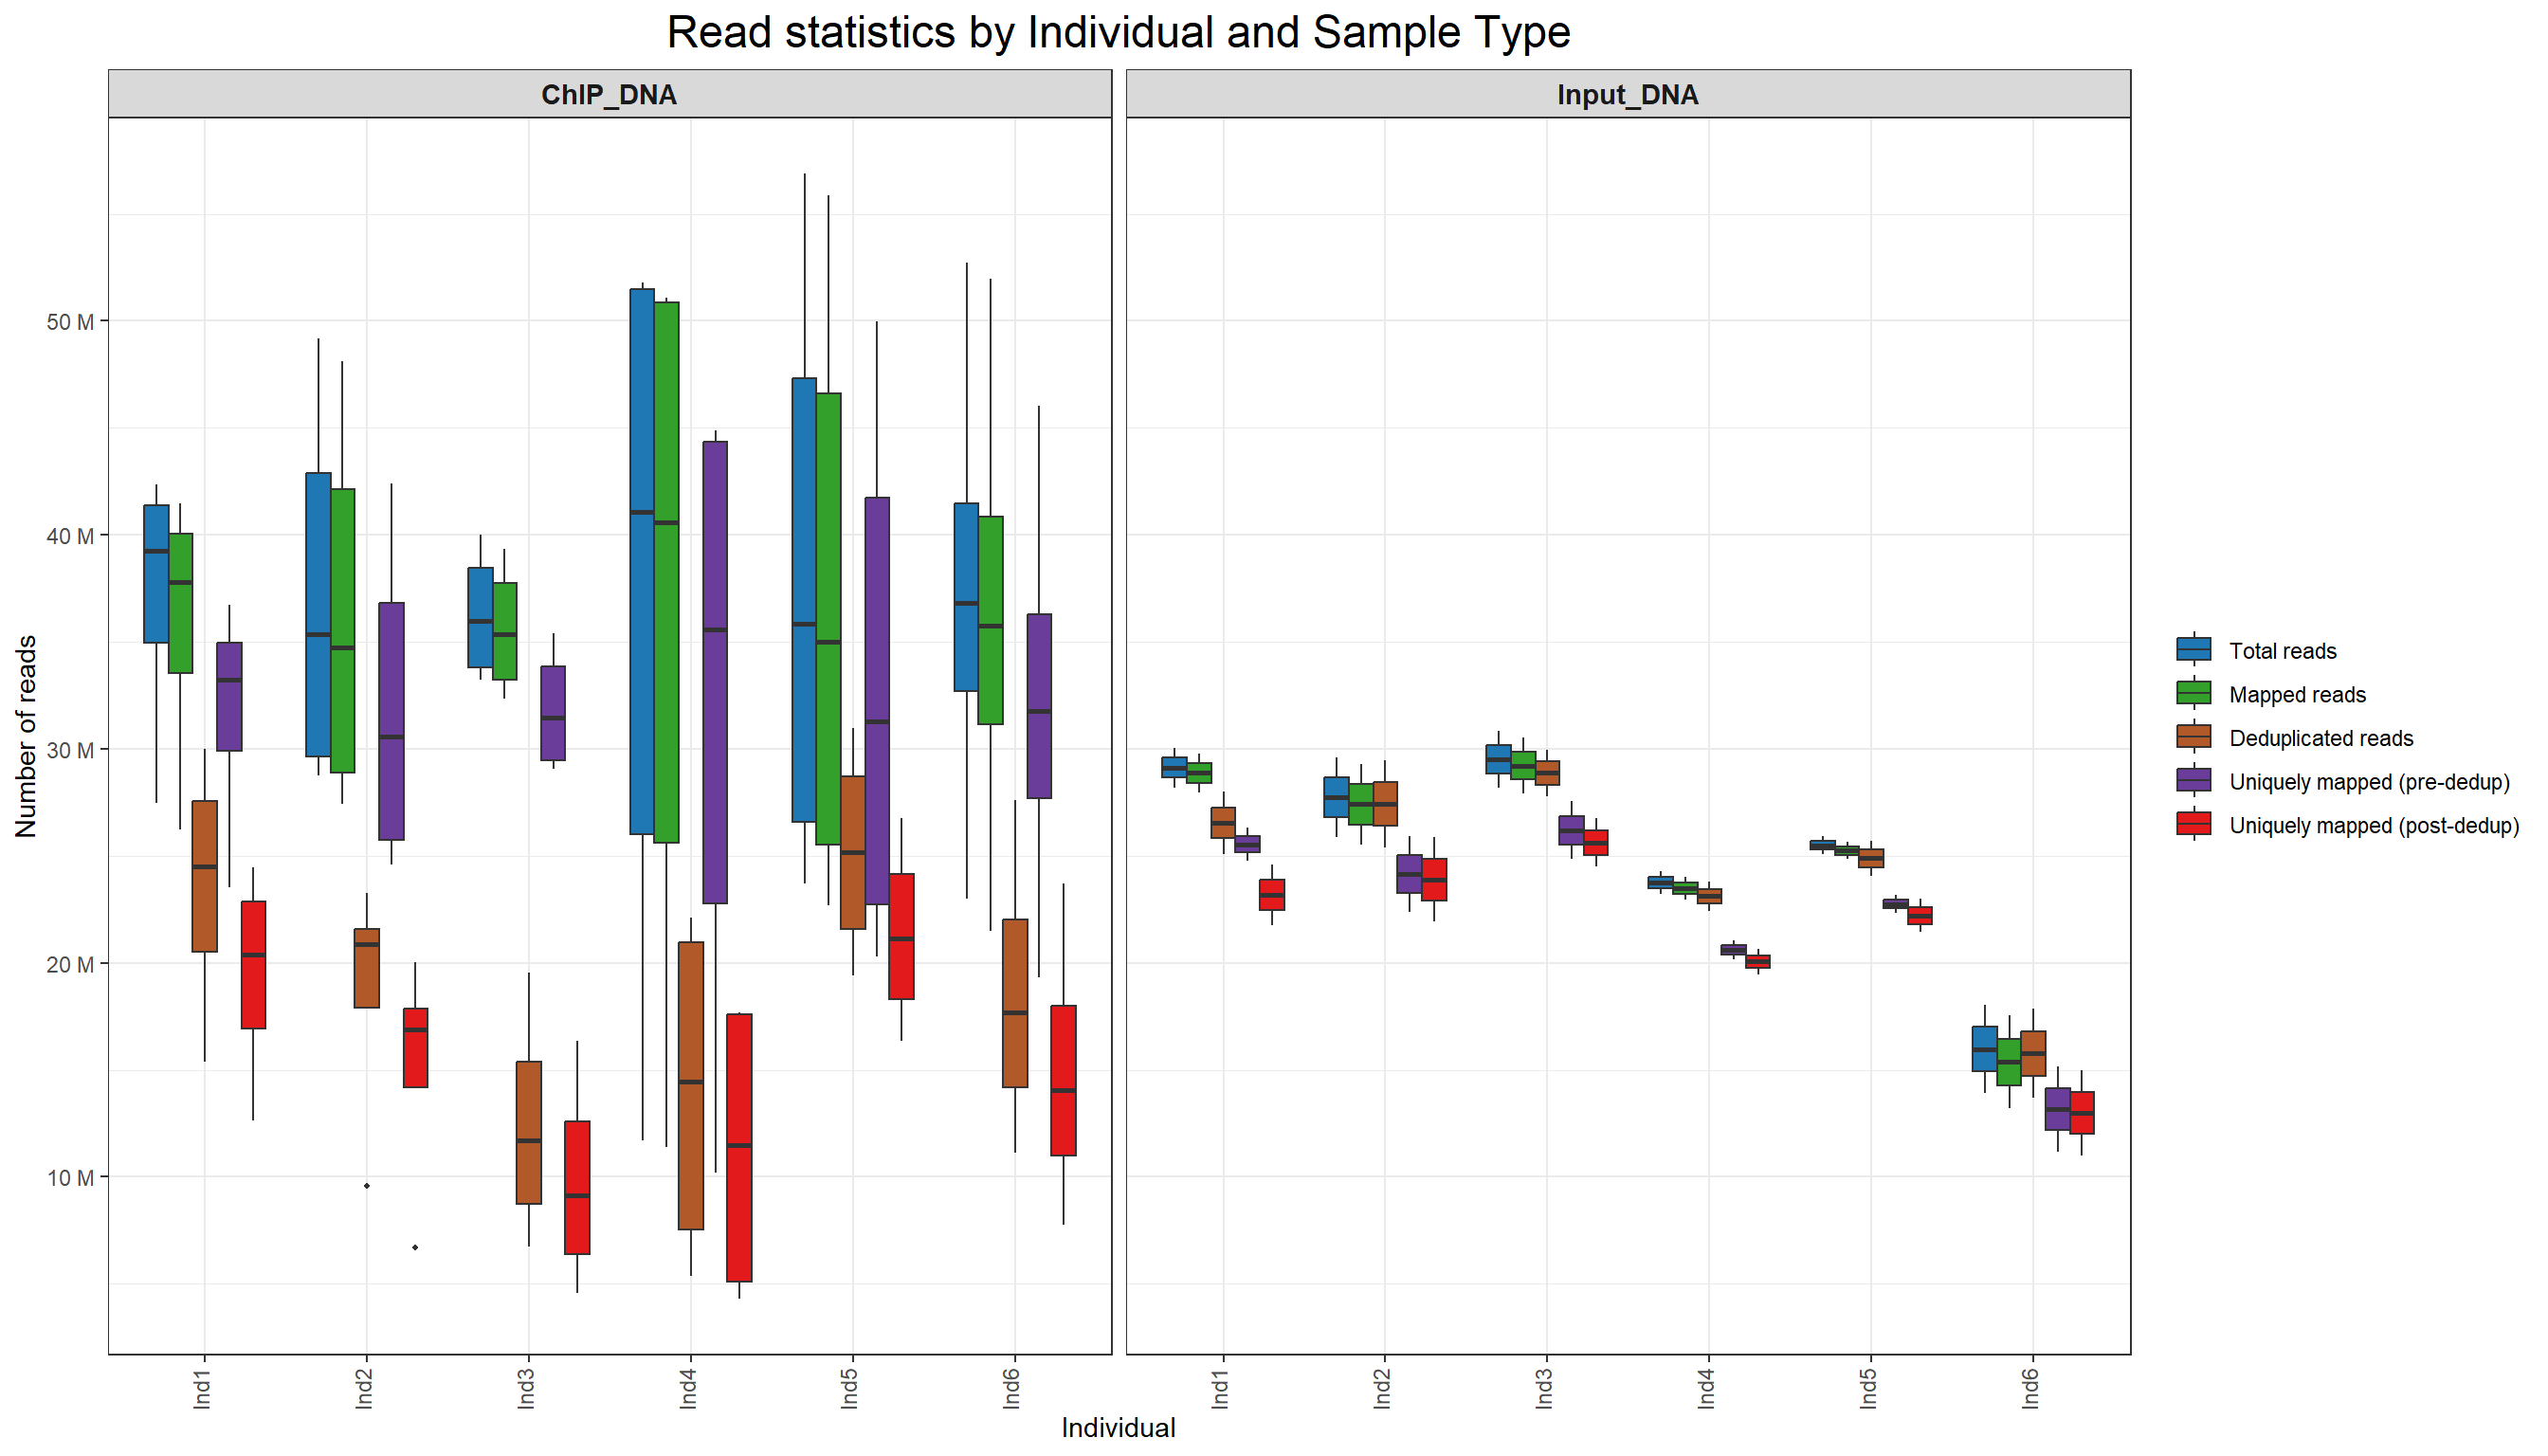 Read statistics by Individual and Sample Type
ChIP_DNA
Input_DNA
Number of reads
50 M
40 M
30 M
20 M
10 M
Ind1
Ind2
Ind3
Ind4
Ind5
Ind6
Ind1
Ind2
Ind3
Ind4
Ind5
Ind6
Individual
Total reads
Mapped reads
Deduplicated reads
Uniquely mapped (pre-dedup)
Uniquely mapped (post-dedup)